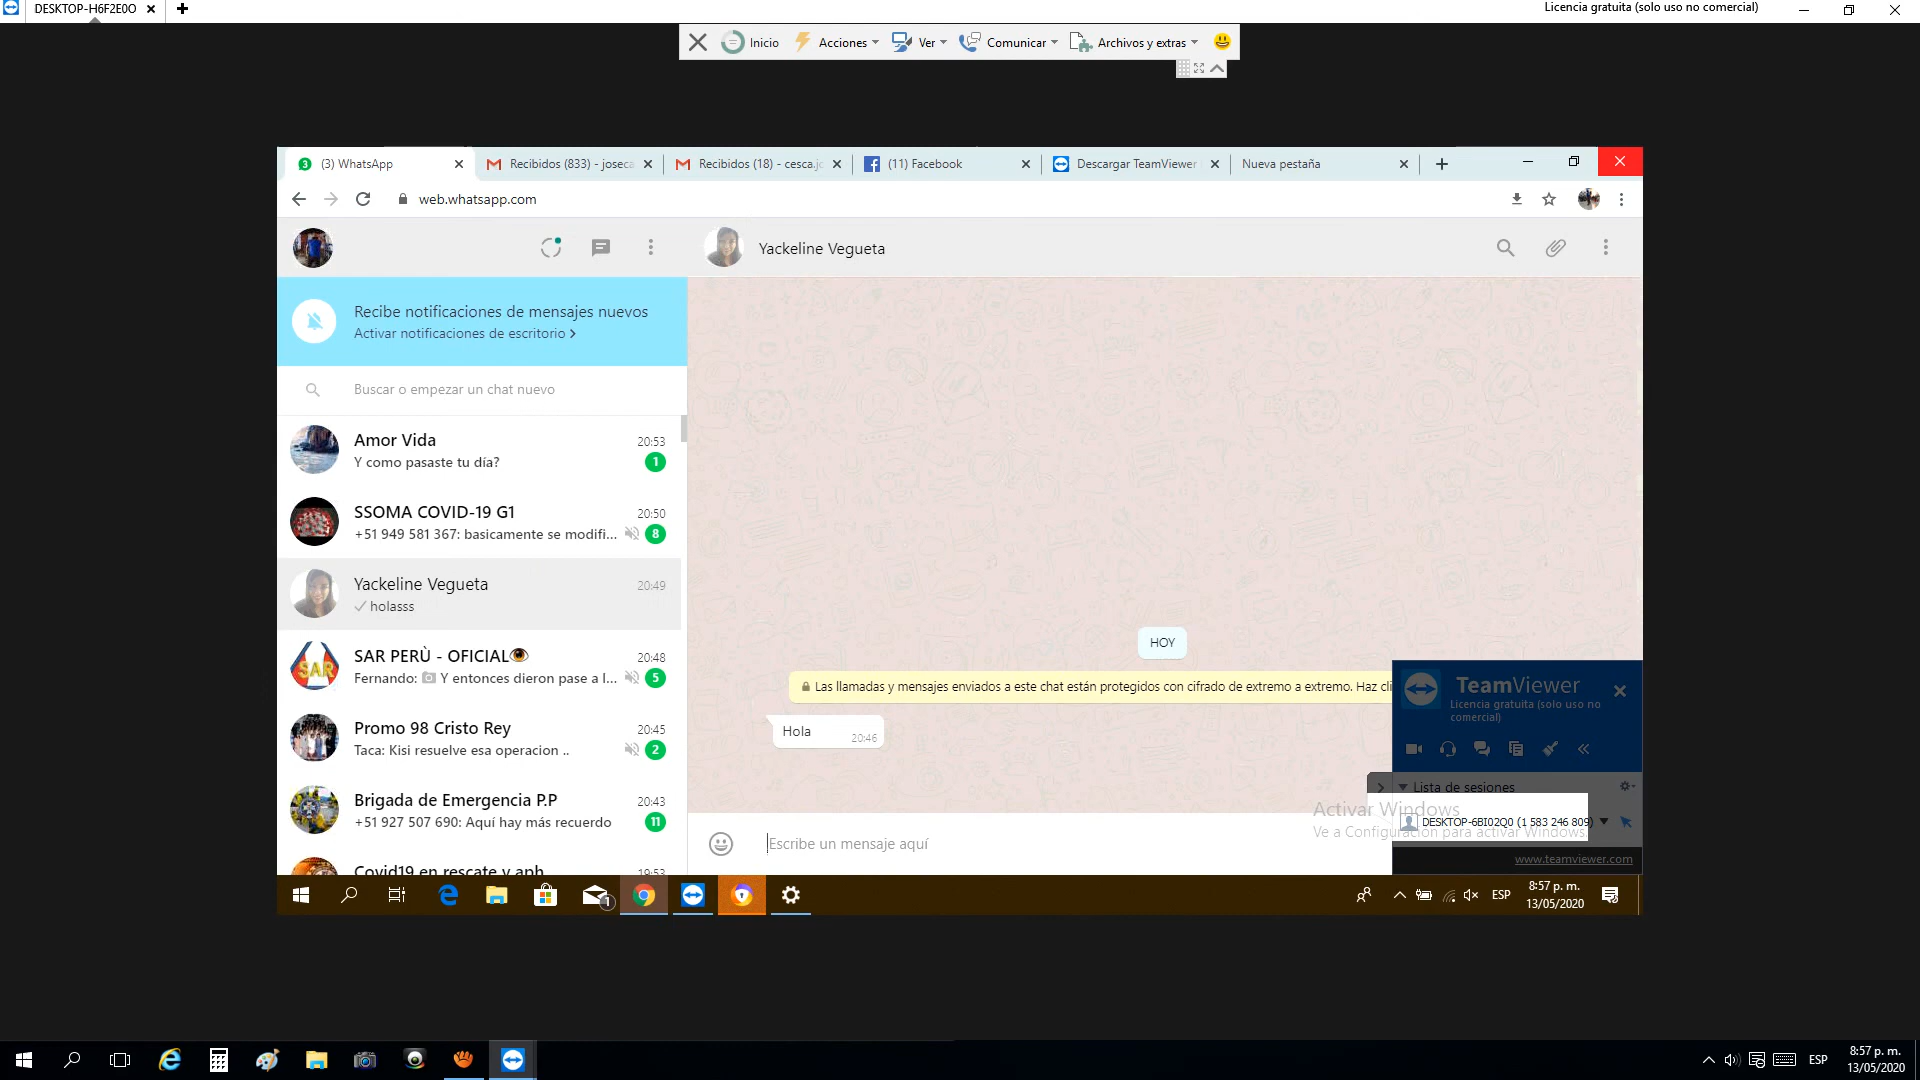 DESKTOP-H6F2E0O
Licencia gratuita (solo uso no comercial)
Inicio
Acciones
Ver
Comunicar
Archivos y extras
(3) WhatsApp
Recibidos (833) - joseca
Recibidos (18) - cesca.jo
(11) Facebook
Descargar TeamViewer
Nueva pestaña
web.whatsapp.com
Yackeline Vegueta
Recibe notificaciones de mensajes nuevos
Activar notificaciones de escritorio >
Buscar o empezar un chat nuevo
Amor Vida 20:53
Y como pasaste tu día? 1
SSOMA COVID-19 G1 20:50
+51 949 581 367: basicamente se modifi... 8
Yackeline Vegueta 20:49
holasss
SAR PERÙ - OFICIAL👁 20:48
Fernando: Y entonces dieron pase a l... 5
Promo 98 Cristo Rey 20:45
Taca: Kisi resuelve esa operacion .. 2
Brigada de Emergencia P.P 20:43
+51 927 507 690: Aquí hay más recuerdo 11
Covid19 en rescate y aph 19:53
HOY
Las llamadas y mensajes enviados a este chat están protegidos con cifrado de extremo a extremo. Haz cli
Hola 20:46
Escribe un mensaje aquí
TeamViewer
Licencia gratuita (solo uso no
comercial)
Lista de sesiones
Activar Windows
Ve a Configuración para activar Windows.
DESKTOP-6BI02Q0 (1 583 246 809)
www.teamviewer.com
1
ESP
8:57 p. m.
13/05/2020
ESP
8:57 p. m.
13/05/2020